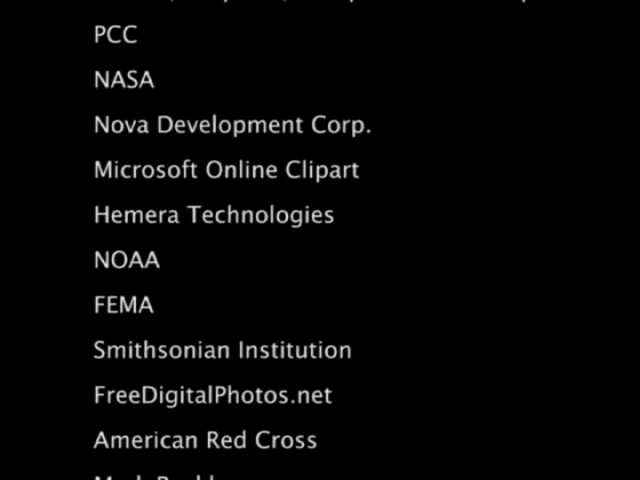 PCC
NASA
Nova Development Corp.
Microsoft Online Clipart
Hemera Technologies
NOAA
FEMA
Smithsonian Institution
FreeDigitalPhotos.net
American Red Cross